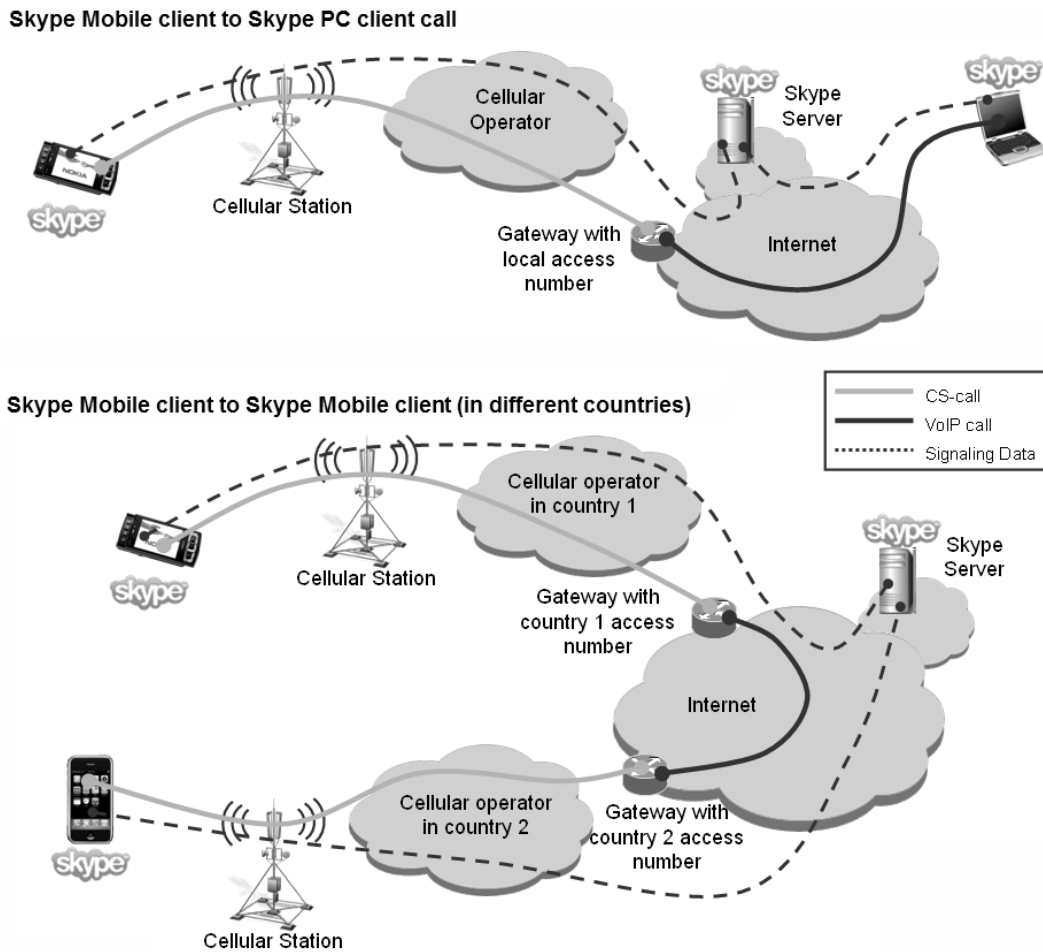 Skype Mobile client to Skype PC client call
skype
skype
Cellular
Operator
Skype
Server
NOKIA
skype
Cellular Station
Gateway with
local access
number
Internet
CS-call
VoIP call
Signaling Data
Skype Mobile client to Skype Mobile client (in different countries)
Cellular operator
in country 1
skype
Skype
Server
skype
Cellular Station
Gateway with
country 1 access
number
Internet
Cellular operator
in country 2
Gateway with
country 2 access
number
skype
Cellular Station